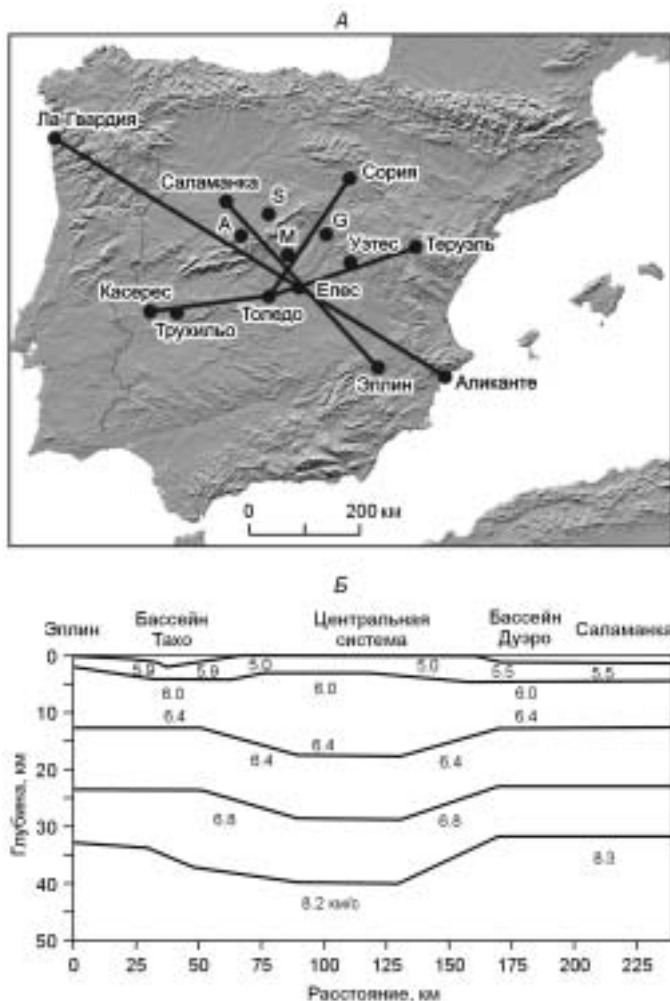 А
Ла-Гвардия
Саламанка
S
Сория
A
M
G
Уэтес
Теруэль
Касерес
Епес
Толедо
Трухильо
Эплин
Аликанте
0 200 км
Б
Эплин
Бассейн
Тахо
Центральная
система
Бассейн
Дуэро
Саламанка
0
5.9 5.9 5.0 5.0 5.5 5.5
6.0 6.0 6.0
10
6.4 6.4 6.4
6.4 6.4
20
6.8 6.8
30
8.3
40
8.2 км/с
50
0 25 50 75 100 125 150 175 200 225
Глубина, км
Расстояние, км